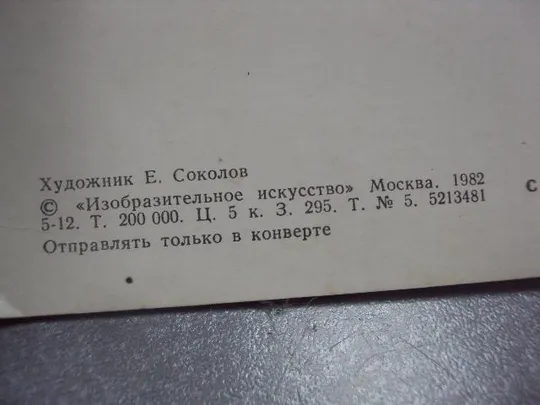 Художник Е. Соколов
© «Изобразительное искусство» Москва. 1982
5-12. Т. 200 000. Ц. 5 к. З. 295. Т. № 5. 5213481
Отправлять только в конверте
С